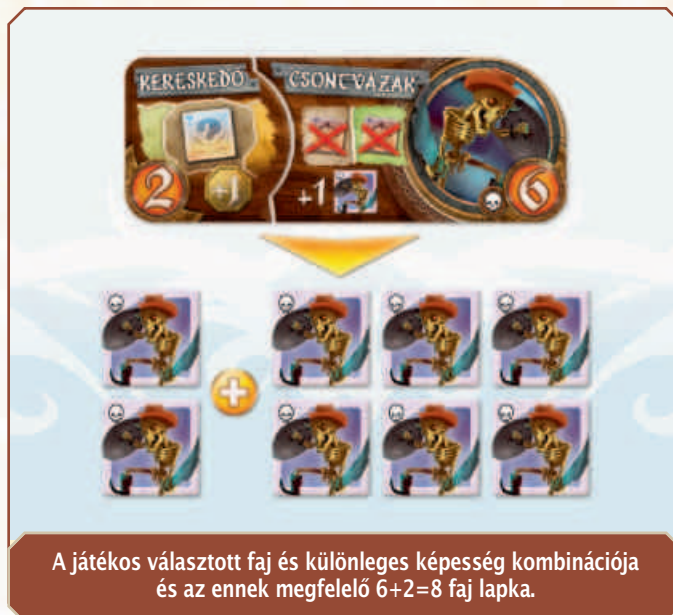 KERESKEDŐ CSONTVÁZAK
2 +1 +1 6
+
A játékos választott faj és különleges képesség kombinációja
és az ennek megfelelő 6+2=8 faj lapka.